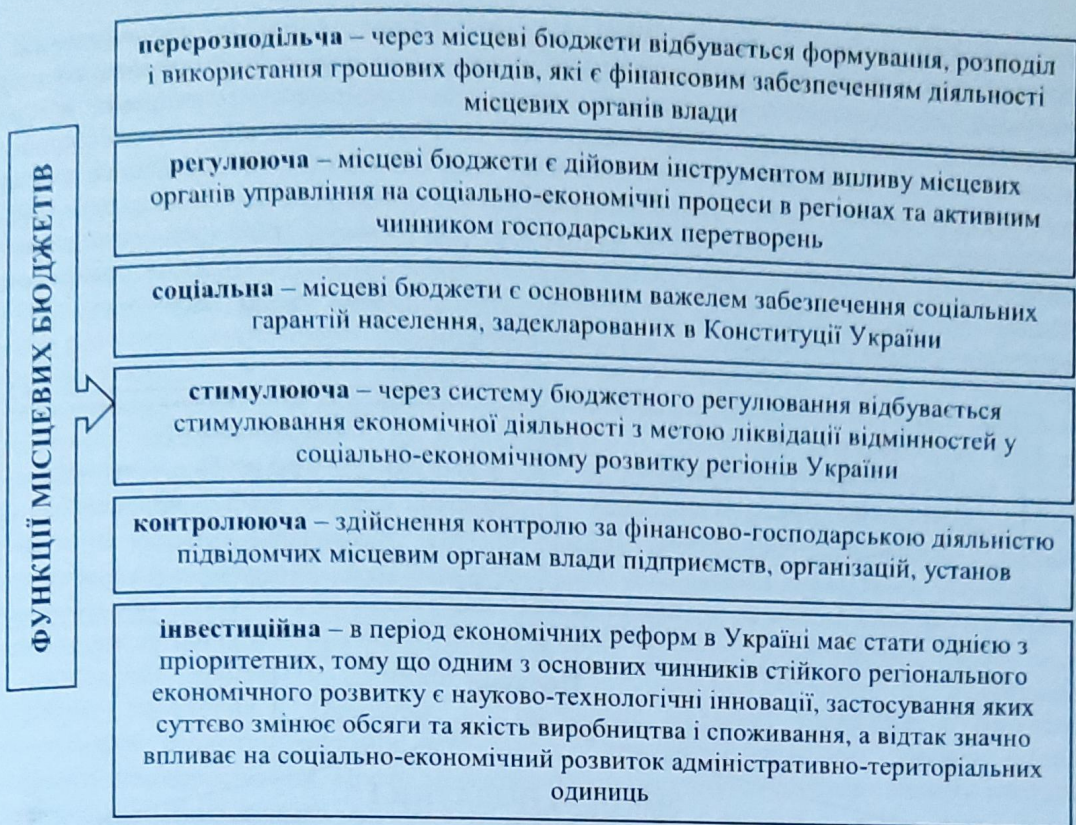 ФУНКЦІЇ МІСЦЕВИХ БЮДЖЕТІВ
перерозподільча – через місцеві бюджети відбувається формування, розподіл
і використання грошових фондів, які є фінансовим забезпеченням діяльності
місцевих органів влади
регулююча – місцеві бюджети є дійовим інструментом впливу місцевих
органів управління на соціально-економічні процеси в регіонах та активним
чинником господарських перетворень
соціальна – місцеві бюджети є основним важелем забезпечення соціальних
гарантій населення, задекларованих в Конституції України
стимулююча – через систему бюджетного регулювання відбувається
стимулювання економічної діяльності з метою ліквідації відмінностей у
соціально-економічному розвитку регіонів України
контролююча – здійснення контролю за фінансово-господарською діяльністю
підвідомчих місцевим органам влади підприємств, організацій, установ
інвестиційна – в період економічних реформ в Україні має стати однією з
пріоритетних, тому що одним з основних чинників стійкого регіонального
економічного розвитку є науково-технологічні інновації, застосування яких
суттєво змінює обсяги та якість виробництва і споживання, а відтак значно
впливає на соціально-економічний розвиток адміністративно-територіальних
одиниць